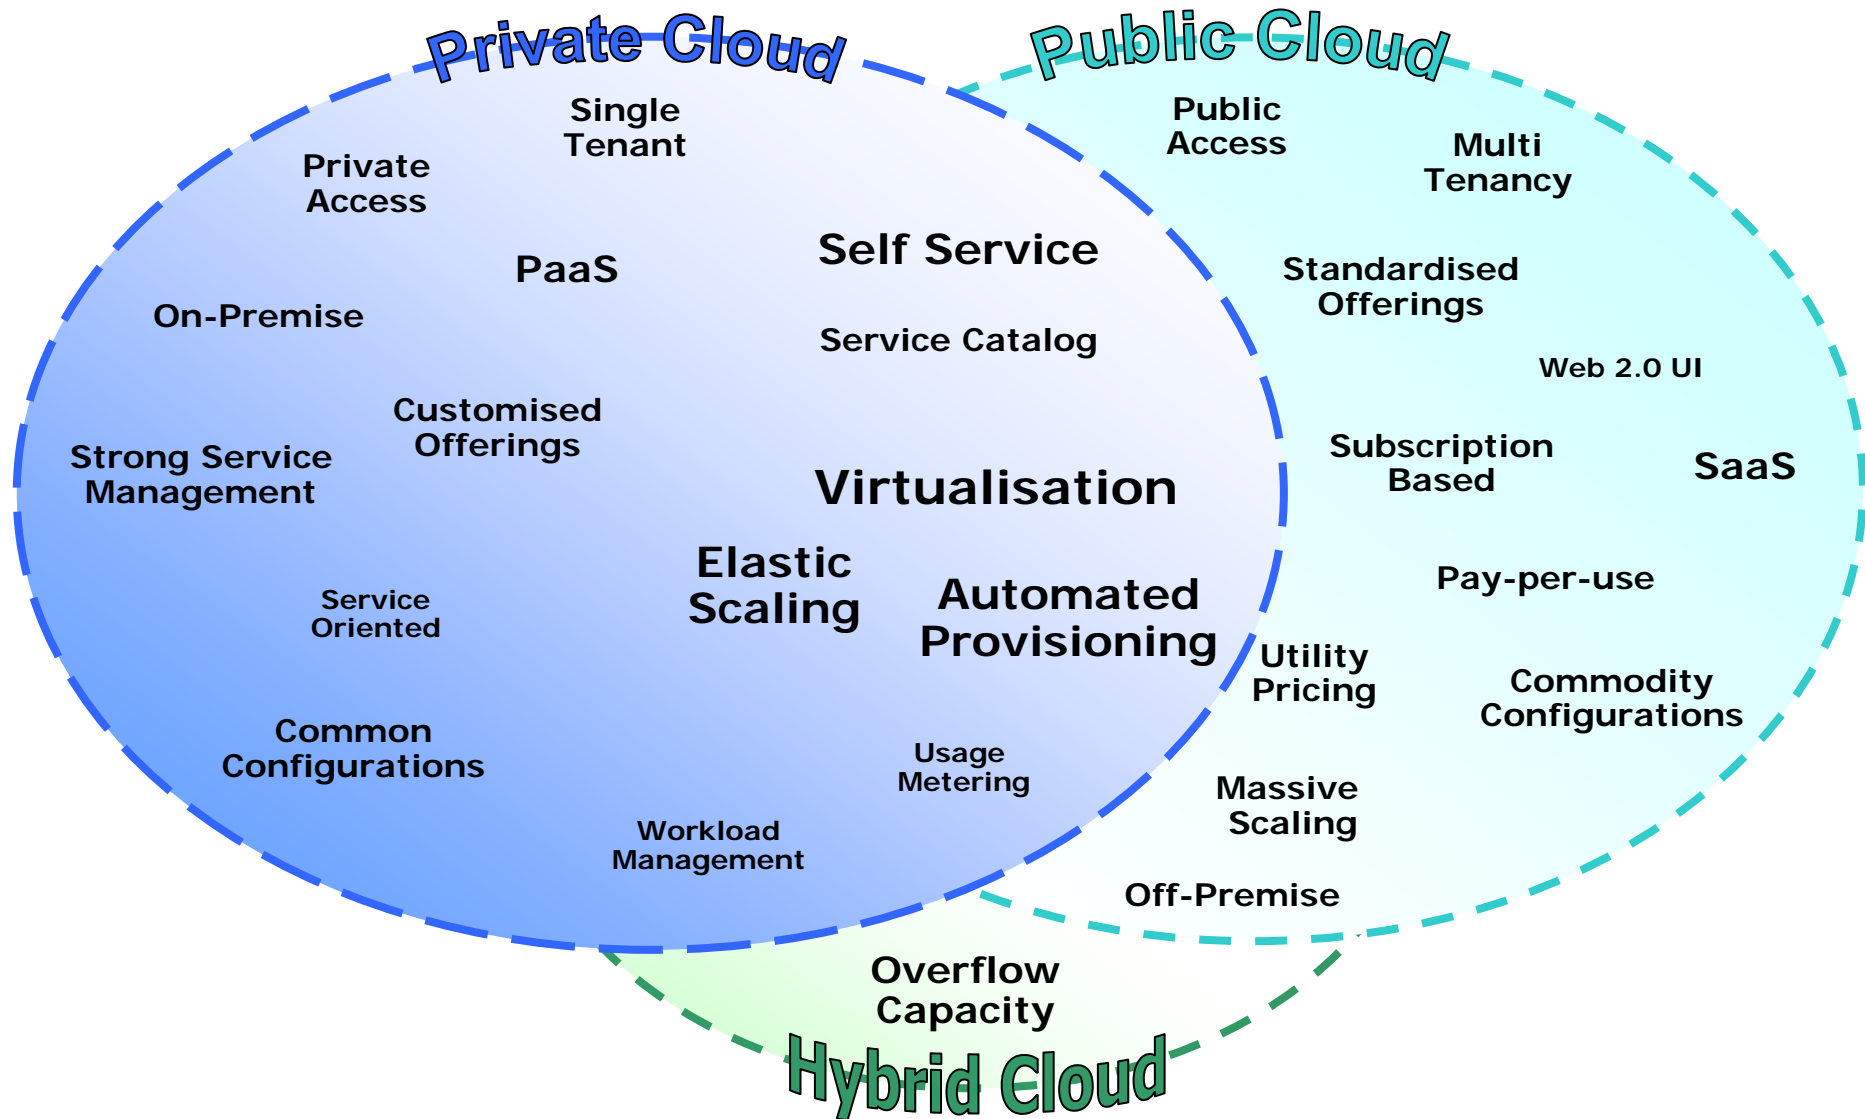 Private Cloud
Public Cloud
Single
Tenant
Private
Access
PaaS
On-Premise
Self Service
Service Catalog
Customised
Offerings
Strong Service
Management
Virtualisation
Elastic
Scaling
Automated
Provisioning
Service
Oriented
Common
Configurations
Usage
Metering
Workload
Management
Public
Access
Multi
Tenancy
Standardised
Offerings
Web 2.0 UI
Subscription
Based
SaaS
Pay-per-use
Utility
Pricing
Commodity
Configurations
Massive
Scaling
Off-Premise
Overflow
Capacity
Hybrid Cloud